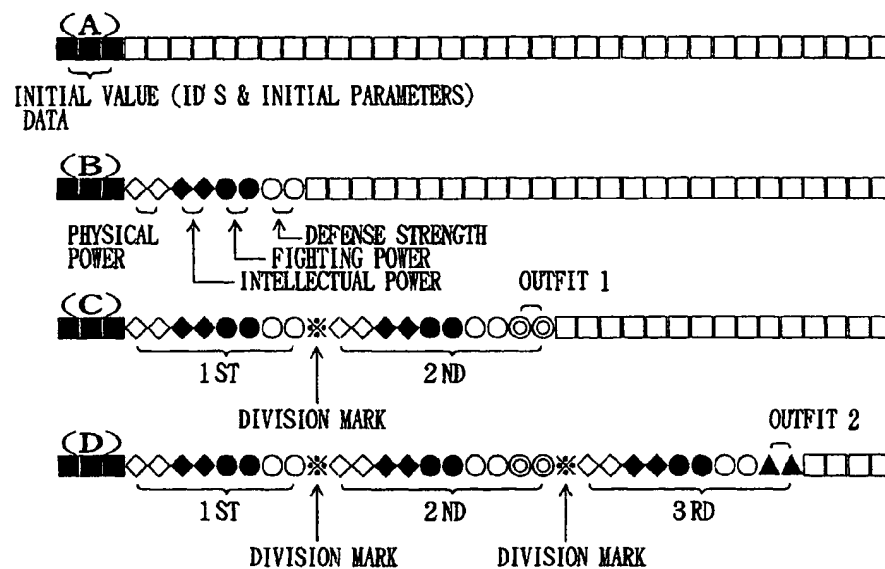 (A)
INITIAL VALUE (ID'S & INITIAL PARAMETERS)
DATA
(B)
PHYSICAL
POWER
DEFENSE STRENGTH
FIGHTING POWER
INTELLECTUAL POWER
OUTFIT 1
(C)
1ST
2ND
DIVISION MARK
OUTFIT 2
(D)
1ST
2ND
3RD
DIVISION MARK
DIVISION MARK